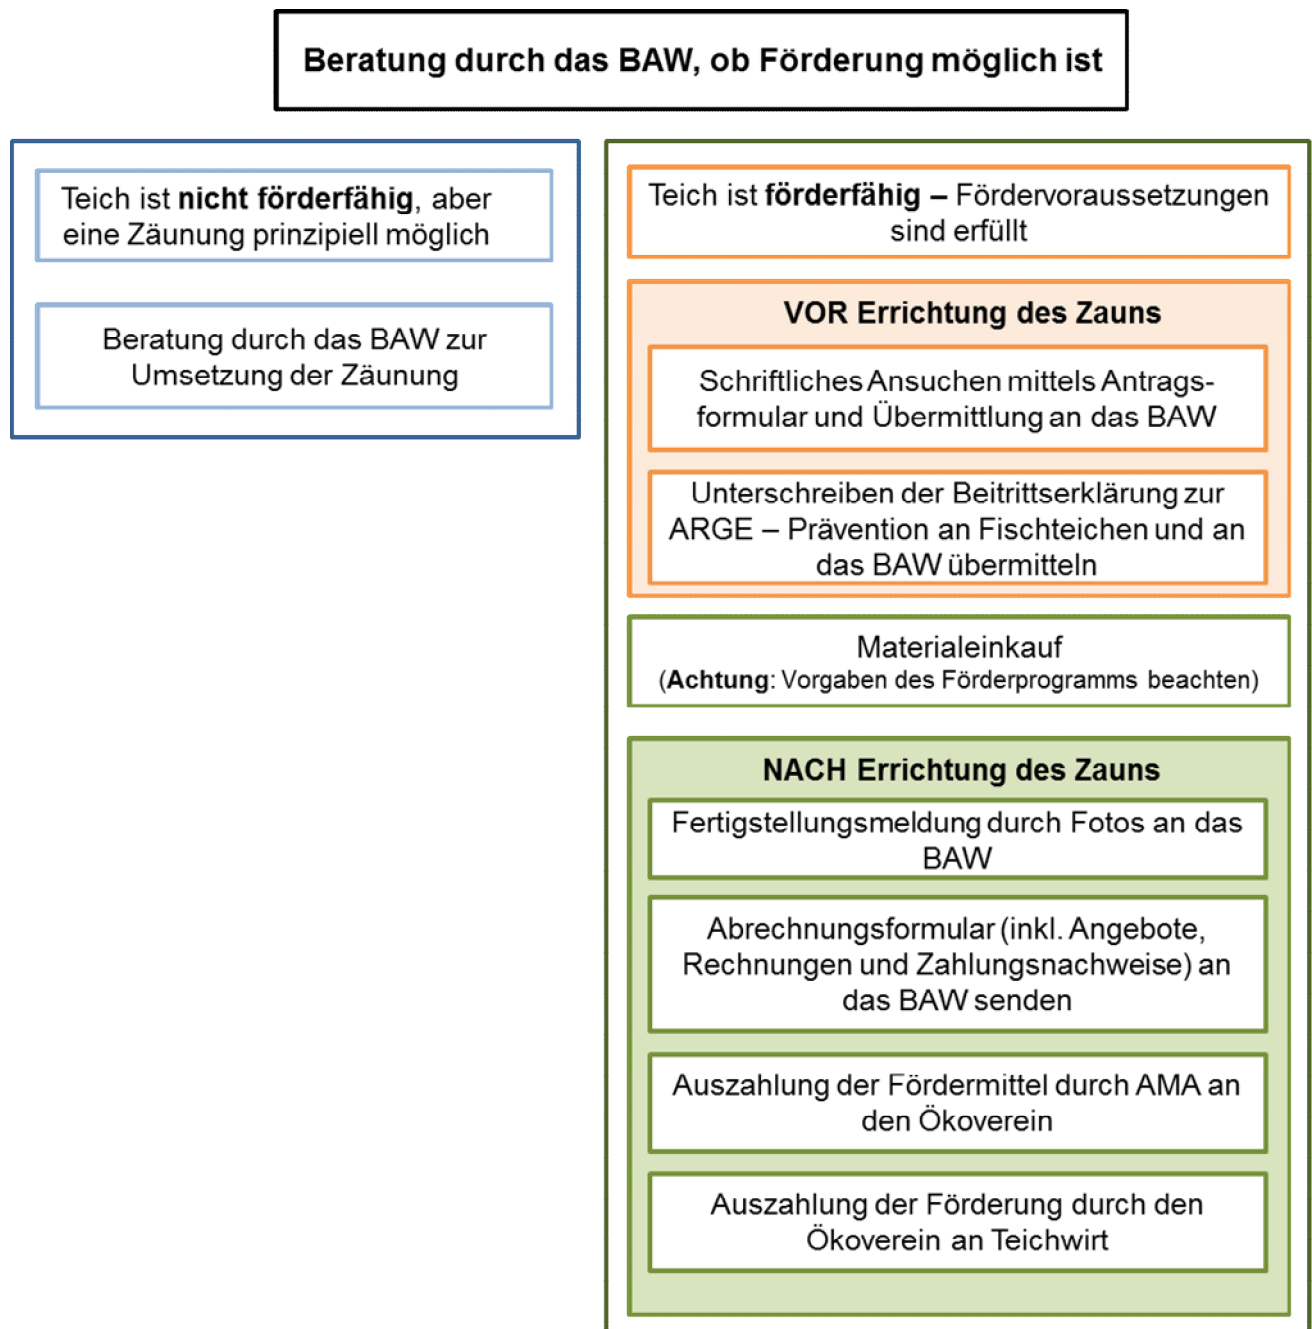 Beratung durch das BAW, ob Förderung möglich ist
Teich ist nicht förderfähig, aber
eine Zäunung prinzipiell möglich
Beratung durch das BAW zur
Umsetzung der Zäunung
Teich ist förderfähig – Fördervoraussetzungen
sind erfüllt
VOR Errichtung des Zauns
Schriftliches Ansuchen mittels Antrags-
formular und Übermittlung an das BAW
Unterschreiben der Beitrittserklärung zur
ARGE – Prävention an Fischteichen und an
das BAW übermitteln
Materialeinkauf
(Achtung: Vorgaben des Förderprogramms beachten)
NACH Errichtung des Zauns
Fertigstellungsmeldung durch Fotos an das
BAW
Abrechnungsformular (inkl. Angebote,
Rechnungen und Zahlungsnachweise) an
das BAW senden
Auszahlung der Fördermittel durch AMA an
den Ökoverein
Auszahlung der Förderung durch den
Ökoverein an Teichwirt